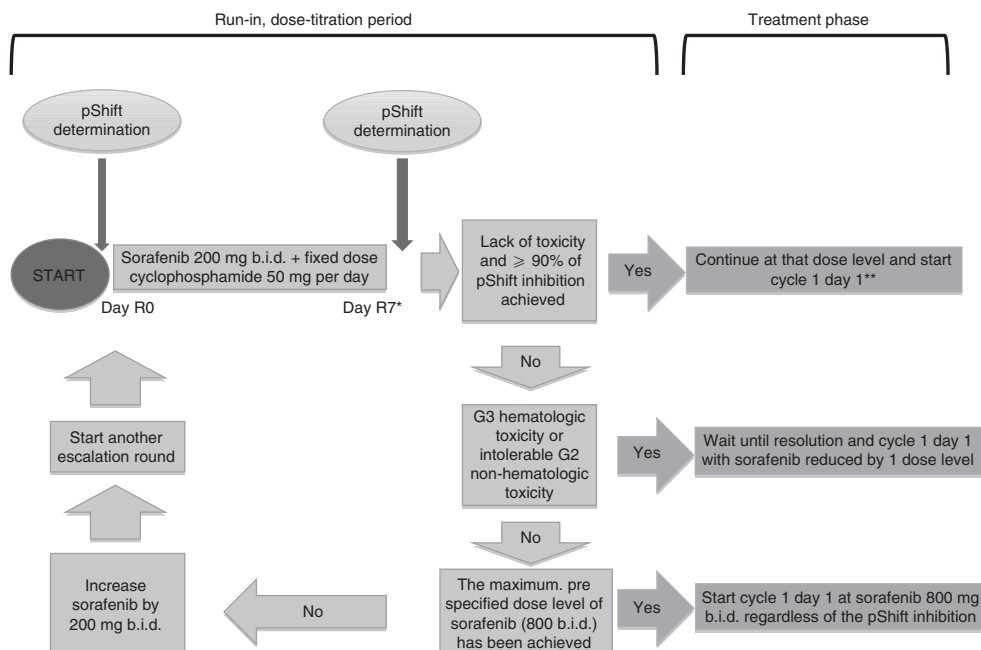 Run-in, dose-titration period
Treatment phase
pShift
determination
pShift
determination
START
Sorafenib 200 mg b.i.d. + fixed dose
cyclophosphamide 50 mg per day
Day R0
Day R7*
Lack of toxicity
and ⩾ 90% of
pShift inhibition
achieved
Yes
Continue at that dose level and start
cycle 1 day 1**
No
Start another
escalation round
G3 hematologic
toxicity or
intolerable G2
non-hematologic
toxicity
Yes
Wait until resolution and cycle 1 day 1
with sorafenib reduced by 1 dose level
No
Increase
sorafenib by
200 mg b.i.d.
No
The maximum. pre
specified dose level of
sorafenib (800 b.i.d.)
has been achieved
Yes
Start cycle 1 day 1 at sorafenib 800 mg
b.i.d. regardless of the pShift inhibition